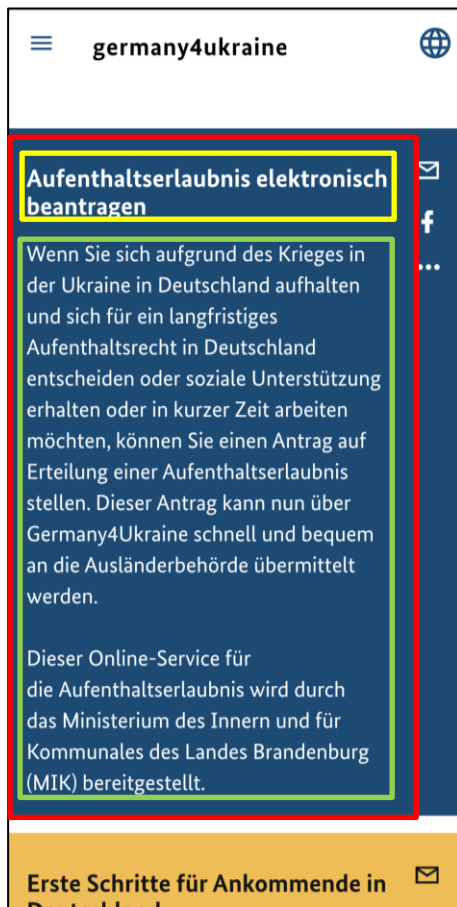 germany4ukraine
Aufenthaltserlaubnis elektronisch
beantragen
Wenn Sie sich aufgrund des Krieges in
der Ukraine in Deutschland aufhalten
und sich für ein langfristiges
Aufenthaltsrecht in Deutschland
entscheiden oder soziale Unterstützung
erhalten oder in kurzer Zeit arbeiten
möchten, können Sie einen Antrag auf
Erteilung einer Aufenthaltserlaubnis
stellen. Dieser Antrag kann nun über
Germany4Ukraine schnell und bequem
an die Ausländerbehörde übermittelt
werden.
Dieser Online-Service für
die Aufenthaltserlaubnis wird durch
das Ministerium des Innern und für
Kommunales des Landes Brandenburg
(MIK) bereitgestellt.
Erste Schritte für Ankommende in
Deutschland